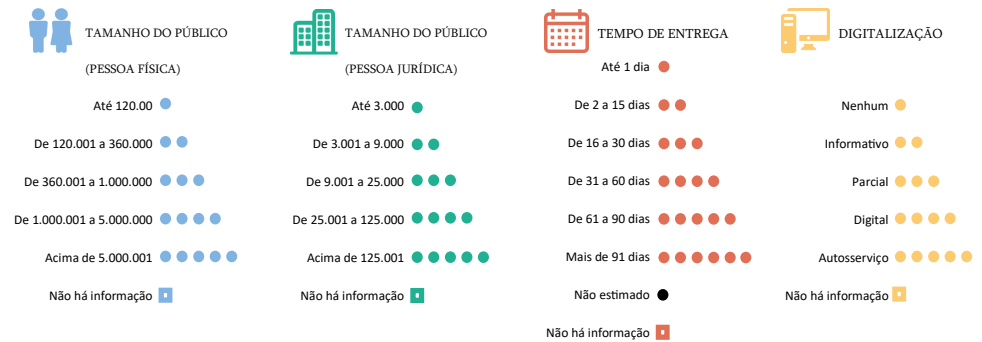 TAMANHO DO PÚBLICO
(PESSOA FÍSICA)
Até 120.00
De 120.001 a 360.000
De 360.001 a 1.000.000
De 1.000.001 a 5.000.000
Acima de 5.000.001
Não há informação
TAMANHO DO PÚBLICO
(PESSOA JURÍDICA)
Até 3.000
De 3.001 a 9.000
De 9.001 a 25.000
De 25.001 a 125.000
Acima de 125.001
Não há informação
TEMPO DE ENTREGA
Até 1 dia
De 2 a 15 dias
De 16 a 30 dias
De 31 a 60 dias
De 61 a 90 dias
Mais de 91 dias
Não estimado
Não há informação
DIGITALIZAÇÃO
Nenhum
Informativo
Parcial
Digital
Autosserviço
Não há informação